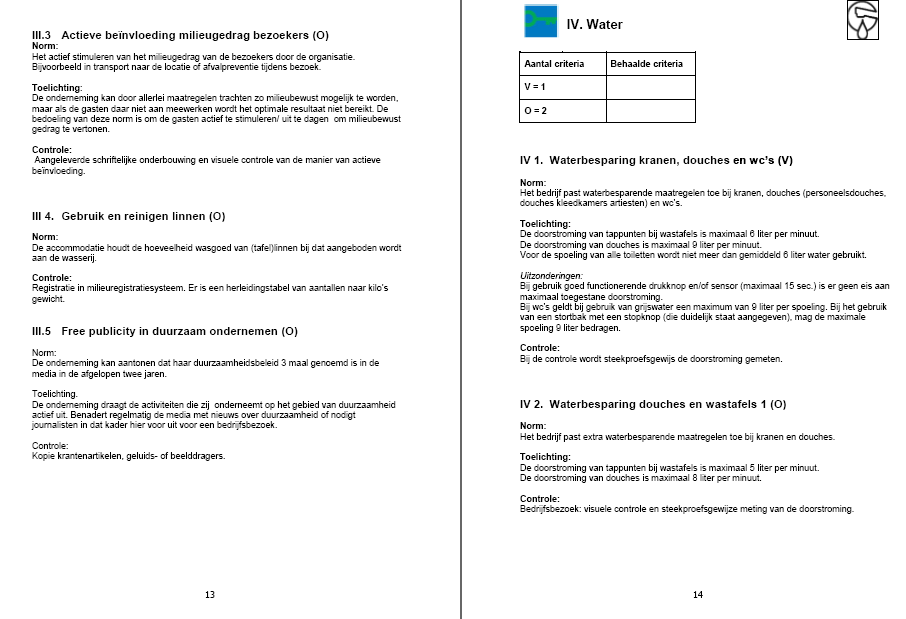 III.3 Actieve beïnvloeding milieugedrag bezoekers (O)
Norm:
Het actief stimuleren van het milieugedrag van de bezoekers door de organisatie.
Bijvoorbeeld in transport naar de locatie of afvalpreventie tijdens bezoek.
Toelichting:
De onderneming kan door allerlei maatregelen trachten zo milieubewust mogelijk te worden,
maar als de gasten daar niet aan meewerken wordt het optimale resultaat niet bereikt. De
bedoeling van deze norm is om de gasten actief te stimuleren/ uit te dagen om milieubewust
gedrag te vertonen.
Controle:
Aangeleverde schriftelijke onderbouwing en visuele controle van de manier van actieve
beïnvloeding.
III 4. Gebruik en reinigen linnen (O)
Norm:
De accommodatie houdt de hoeveelheid wasgoed van (tafel)linnen bij dat aangeboden wordt
aan de wasserij.
Controle:
Registratie in milieuregistratiesysteem. Er is een herleidingstabel van aantallen naar kilo's
gewicht.
III.5 Free publicity in duurzaam ondernemen (O)
Norm:
De onderneming kan aantonen dat haar duurzaamheidsbeleid 3 maal genoemd is in de
media in de afgelopen twee jaren.
Toelichting.
De onderneming draagt de activiteiten die zij onderneemt op het gebied van duurzaamheid
actief uit. Benadert regelmatig de media met nieuws over duurzaamheid of nodigt
journalisten in dat kader hier voor uit voor een bedrijfsbezoek.
Controle:
Kopie krantenartikelen, geluids- of beelddragers.
13
IV. Water
Aantal criteria Behaalde criteria
V = 1
O = 2
IV 1. Waterbesparing kranen, douches en wc's (V)
Norm:
Het bedrijf past waterbesparende maatregelen toe bij kranen, douches (personeelsdouches,
douches kleedkamers artiesten) en wc's.
Toelichting:
De doorstroming van tappunten bij wastafels is maximaal 6 liter per minuut.
De doorstroming van douches is maximaal 9 liter per minuut.
Voor de spoeling van alle toiletten wordt niet meer dan gemiddeld 6 liter water gebruikt.
Uitzonderingen:
Bij gebruik goed functionerende drukknop en/of sensor (maximaal 15 sec.) is er geen eis aan
maximaal toegestane doorstroming.
Bij wc's geldt bij gebruik van grijswater een maximum van 9 liter per spoeling. Bij het gebruik
van een stortbak met een stopknop (die duidelijk staat aangegeven), mag de maximale
spoeling 9 liter bedragen.
Controle:
Bij de controle wordt steekproefsgewijs de doorstroming gemeten.
IV 2. Waterbesparing douches en wastafels 1 (O)
Norm:
Het bedrijf past extra waterbesparende maatregelen toe bij kranen en douches.
Toelichting:
De doorstroming van tappunten bij wastafels is maximaal 5 liter per minuut.
De doorstroming van douches is maximaal 8 liter per minuut.
Controle:
Bedrijfsbezoek: visuele controle en steekproefsgewijze meting van de doorstroming.
14